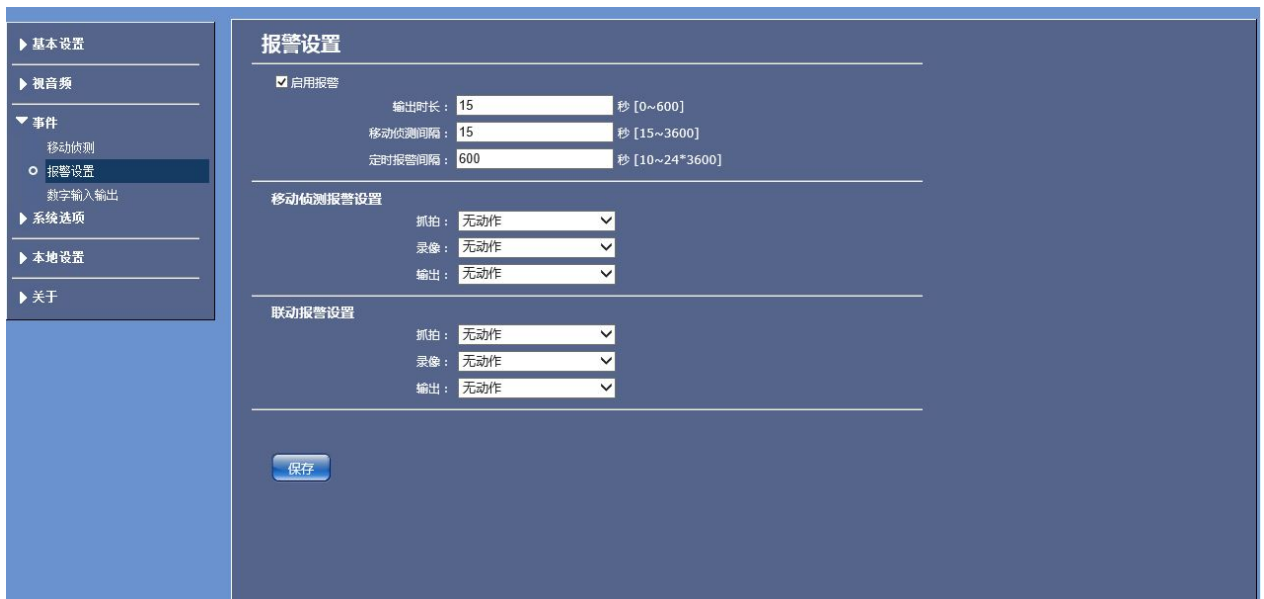 基本设置
视音频
事件
移动侦测
报警设置
数字输入输出
系统选项
本地设置
关于
报警设置
启用报警
输出时长： 15 秒 [0~600]
移动侦测间隔： 15 秒 [15~3600]
定时报警间隔： 600 秒 [10~24*3600]
移动侦测报警设置
抓拍： 无动作
录像： 无动作
输出： 无动作
联动报警设置
抓拍： 无动作
录像： 无动作
输出： 无动作
保存